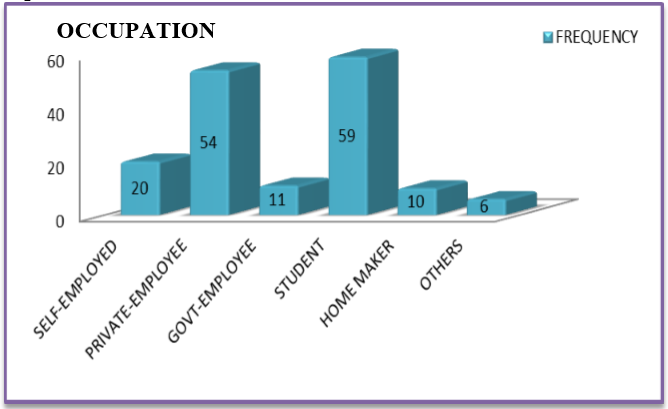 OCCUPATION
FREQUENCY
60
40
20
0
20
54
11
59
10
6
SELF-EMPLOYED
PRIVATE-EMPLOYEE
GOVT-EMPLOYEE
STUDENT
HOME MAKER
OTHERS